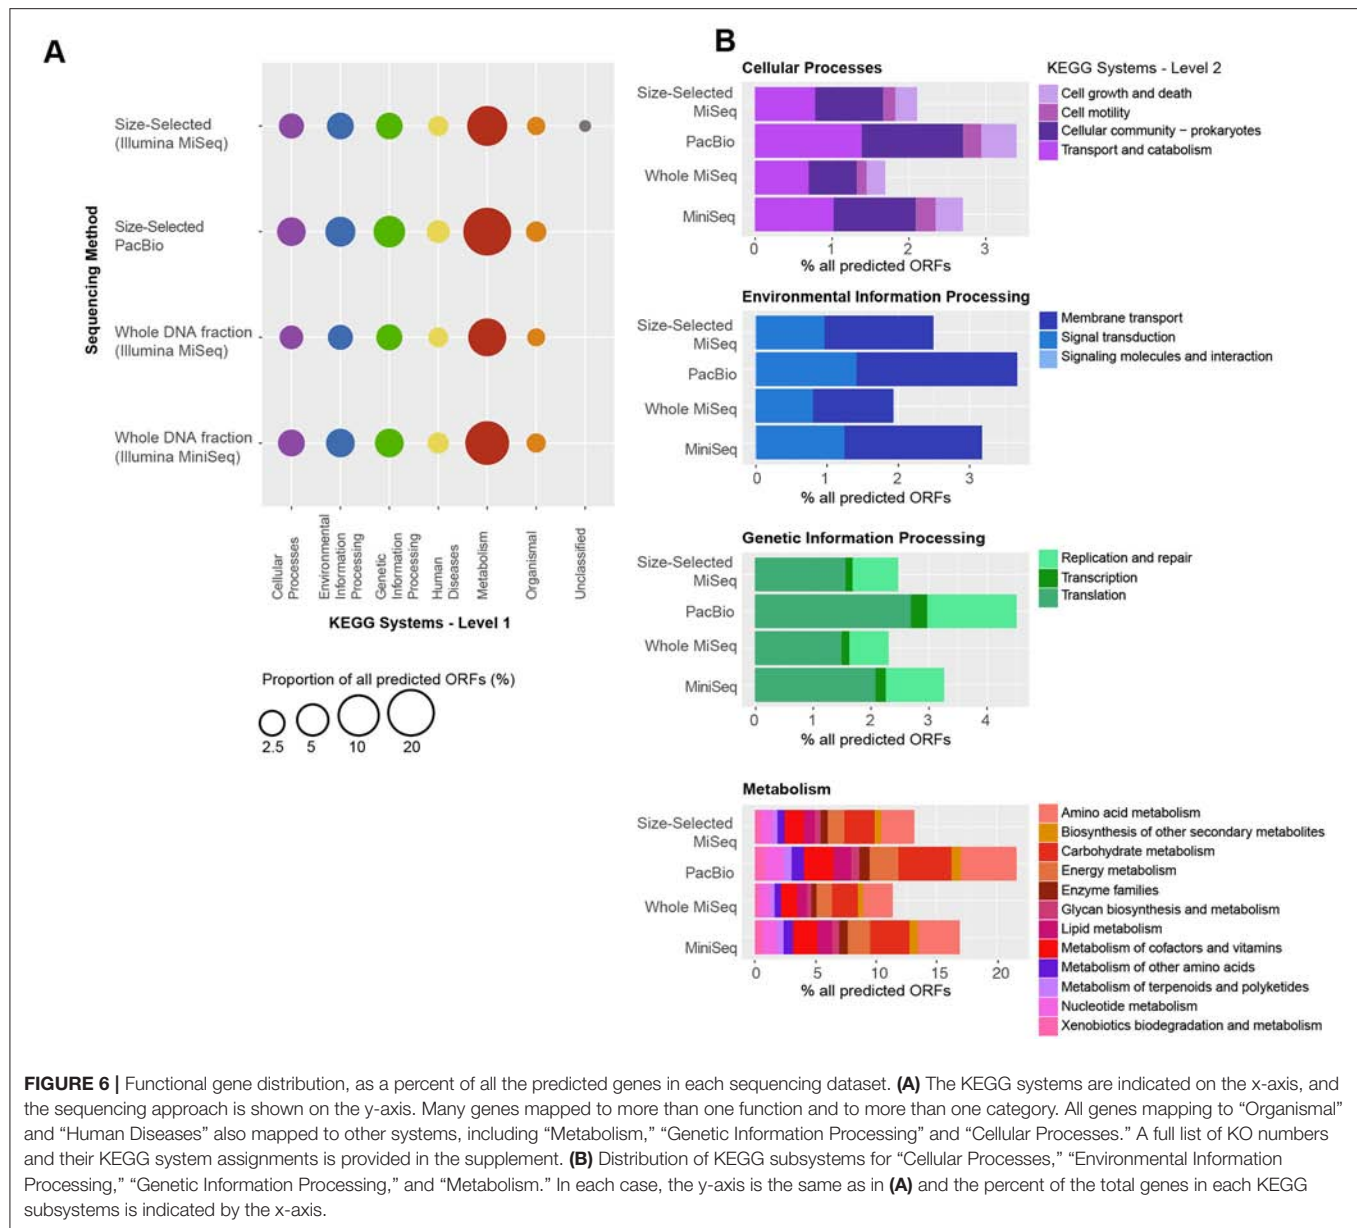 A
Sequencing Method
Size-Selected
(Illumina MiSeq)
Size-Selected
PacBio
Whole DNA fraction
(Illumina MiSeq)
Whole DNA fraction
(Illumina MiniSeq)
Cellular
Processes
Environmental
Information
Processing
Genetic
Information
Processing
Human
Diseases
Metabolism
Organismal
Unclassified
KEGG Systems - Level 1
Proportion of all predicted ORFs (%)
2.5 5 10 20
B
Cellular Processes
Size-Selected
MiSeq
PacBio
Whole MiSeq
MiniSeq
0 1 2 3
% all predicted ORFs
KEGG Systems - Level 2
Cell growth and death
Cell motility
Cellular community – prokaryotes
Transport and catabolism
Environmental Information Processing
Size-Selected
MiSeq
PacBio
Whole MiSeq
MiniSeq
0 1 2 3
% all predicted ORFs
Membrane transport
Signal transduction
Signaling molecules and interaction
Genetic Information Processing
Size-Selected
MiSeq
PacBio
Whole MiSeq
MiniSeq
0 1 2 3 4
% all predicted ORFs
Replication and repair
Transcription
Translation
Metabolism
Size-Selected
MiSeq
PacBio
Whole MiSeq
MiniSeq
0 5 10 15 20
% all predicted ORFs
Amino acid metabolism
Biosynthesis of other secondary metabolites
Carbohydrate metabolism
Energy metabolism
Enzyme families
Glycan biosynthesis and metabolism
Lipid metabolism
Metabolism of cofactors and vitamins
Metabolism of other amino acids
Metabolism of terpenoids and polyketides
Nucleotide metabolism
Xenobiotics biodegradation and metabolism
FIGURE 6 | Functional gene distribution, as a percent of all the predicted genes in each sequencing dataset. (A) The KEGG systems are indicated on the x-axis, and
the sequencing approach is shown on the y-axis. Many genes mapped to more than one function and to more than one category. All genes mapping to “Organismal”
and “Human Diseases” also mapped to other systems, including “Metabolism,” “Genetic Information Processing” and “Cellular Processes.” A full list of KO numbers
and their KEGG system assignments is provided in the supplement. (B) Distribution of KEGG subsystems for “Cellular Processes,” “Environmental Information
Processing,” “Genetic Information Processing,” and “Metabolism.” In each case, the y-axis is the same as in (A) and the percent of the total genes in each KEGG
subsystems is indicated by the x-axis.